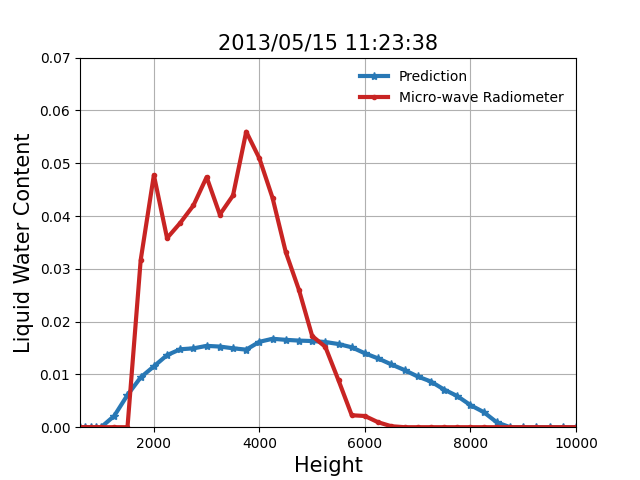 2013/05/15 11:23:38
0.07
0.06
0.05
0.04
0.03
0.02
0.01
0.00
Liquid Water Content
Prediction
Micro-wave Radiometer
2000 4000 6000 8000 10000
Height